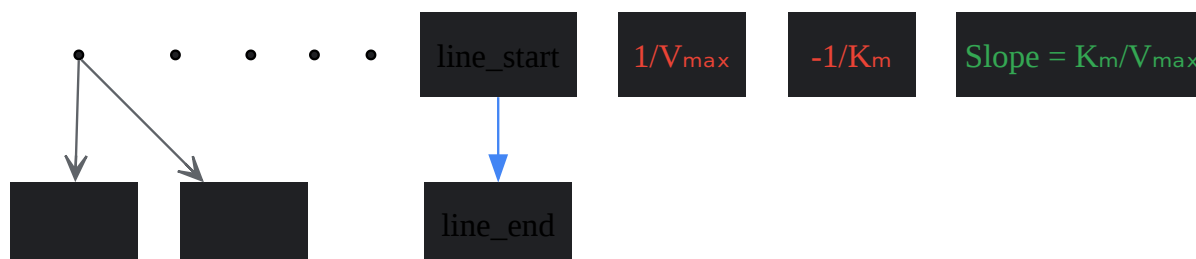 line_start
1/Vₘₐₓ
-1/Kₘ
Slope = Kₘ/Vₘₐₓ
line_end